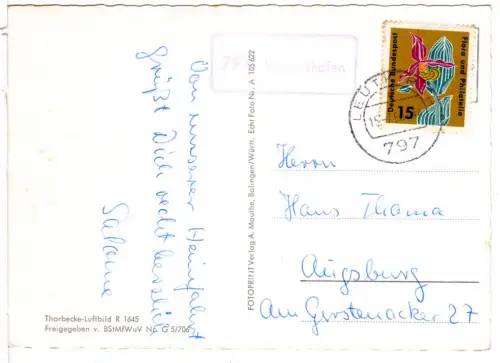 Von unserer Heimfahrt
grüßt Dich recht herzlich
Thorbecke-Luftbild R 1645
Freigegeben v. BStMfWuV No. G 5/706
FOTOPRINT Verlag A. Mauthe, Balingen/Württ. Echt Foto Nr. A 105 622
Deutsche Bundespost
Flora und Philatelie
15
LEUTK
797
Herrn
Hans Thoma
Augsburg
Am Gerstenacker 27